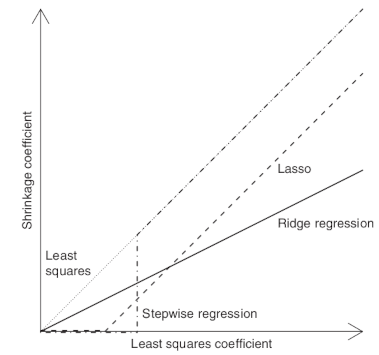 Shrinkage coefficient
Lasso
Ridge regression
Least
squares
Stepwise regression
Least squares coefficient